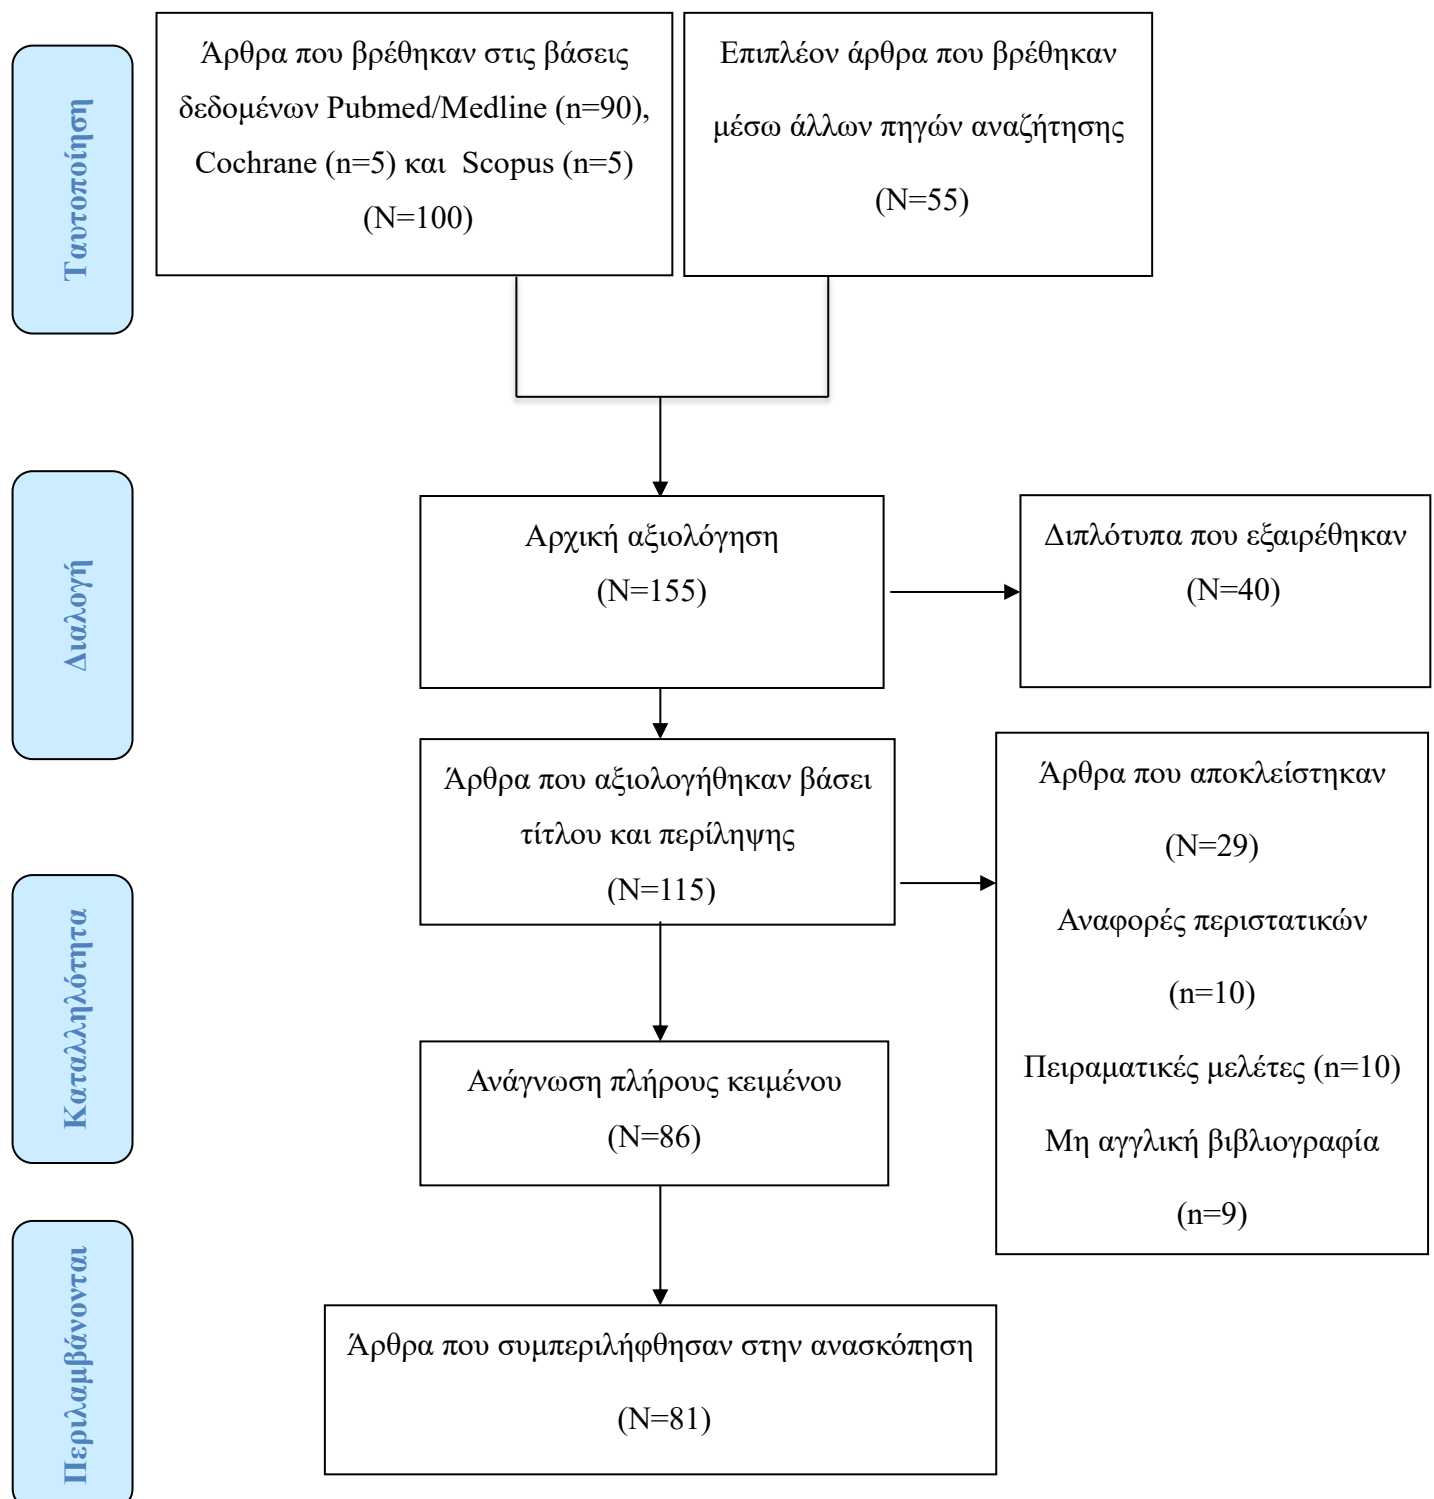 Ταυτοποίηση
Άρθρα που βρέθηκαν στις βάσεις
δεδομένων Pubmed/Medline (n=90),
Cochrane (n=5) και Scopus (n=5)
(N=100)
Επιπλέον άρθρα που βρέθηκαν
μέσω άλλων πηγών αναζήτησης
(N=55)
Διαλογή
Αρχική αξιολόγηση
(N=155)
Διπλότυπα που εξαιρέθηκαν
(N=40)
Άρθρα που αξιολογήθηκαν βάσει
τίτλου και περίληψης
(N=115)
Άρθρα που αποκλείστηκαν
(N=29)
Αναφορές περιστατικών
(n=10)
Πειραματικές μελέτες (n=10)
Μη αγγλική βιβλιογραφία
(n=9)
Καταλληλότητα
Ανάγνωση πλήρους κειμένου
(N=86)
Περιλαμβάνονται
Άρθρα που συμπεριλήφθησαν στην ανασκόπηση
(N=81)